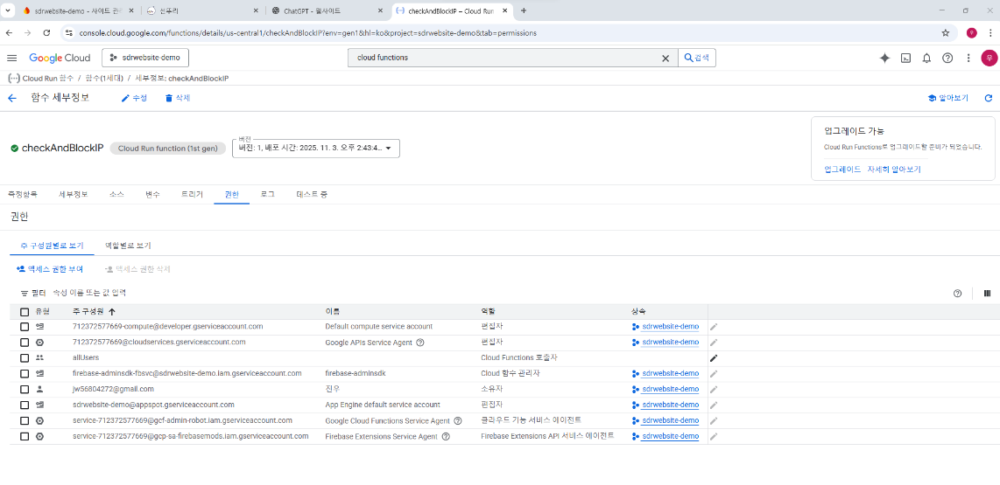 sdrwebsite-demo - 사이트 관리
선뚜리
ChatGPT - 웹사이트
checkAndBlockIP – Cloud Run
console.cloud.google.com/functions/details/us-central1/checkAndBlockIP?env=gen1&hl=ko&project=sdrwebsite-demo&tab=permissions
우
Google Cloud
sdrwebsite-demo
cloud functions
검색
우
Cloud Run 함수 / 함수(1세대) / 세부정보: checkAndBlockIP
함수 세부정보
수정
삭제
알아보기
업그레이드 가능
Cloud Run Functions로 업그레이드할 준비가 되었습니다.
업그레이드 자세히 알아보기
checkAndBlockIP
Cloud Run function (1st gen)
버전
버전: 1, 배포 시간: 2025. 11. 3. 오후 2:43:4...
측정항목 세부정보 소스 변수 트리거 권한 로그 테스트 중
권한
주 구성원별로 보기 역할별로 보기
액세스 권한 부여 액세스 권한 삭제
필터 속성 이름 또는 값 입력
유형 주 구성원 이름 역할 상속
712372577669-compute@developer.gserviceaccount.com Default compute service account 편집자 sdrwebsite-demo
712372577669@cloudservices.gserviceaccount.com Google APIs Service Agent 편집자 sdrwebsite-demo
allUsers Cloud Functions 호출자
firebase-adminsdk-fbsvc@sdrwebsite-demo.iam.gserviceaccount.com firebase-adminsdk Cloud 함수 관리자 sdrwebsite-demo
jw56804272@gmail.com 진우 소유자 sdrwebsite-demo
sdrwebsite-demo@appspot.gserviceaccount.com App Engine default service account 편집자 sdrwebsite-demo
service-712372577669@gcf-admin-robot.iam.gserviceaccount.com Google Cloud Functions Service Agent 클라우드 기능 서비스 에이전트 sdrwebsite-demo
service-712372577669@gcp-sa-firebasemods.iam.gserviceaccount.com Firebase Extensions Service Agent Firebase Extensions API 서비스 에이전트 sdrwebsite-demo